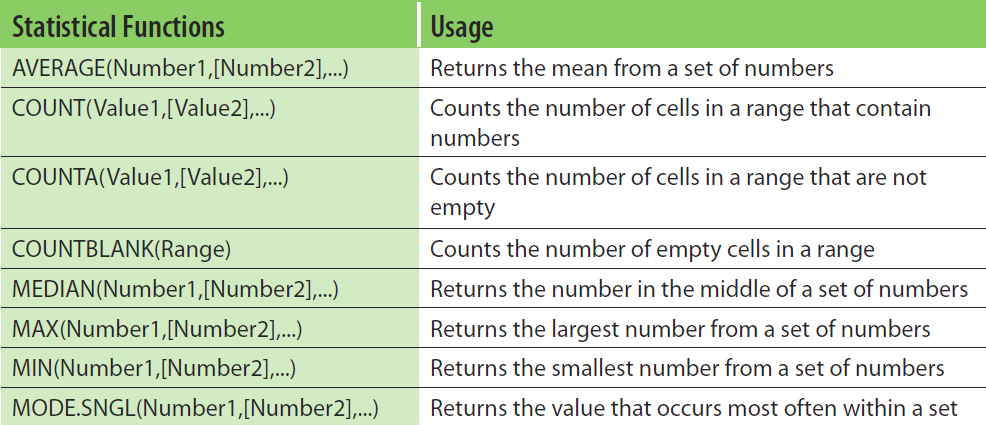 Statistical Functions Usage
AVERAGE(Number1,[Number2],...) Returns the mean from a set of numbers
COUNT(Value1,[Value2],...) Counts the number of cells in a range that contain
numbers
COUNTA(Value1,[Value2],...) Counts the number of cells in a range that are not
empty
COUNTBLANK(Range) Counts the number of empty cells in a range
MEDIAN(Number1,[Number2],...) Returns the number in the middle of a set of numbers
MAX(Number1,[Number2],...) Returns the largest number from a set of numbers
MIN(Number1,[Number2],...) Returns the smallest number from a set of numbers
MODE.SNGL(Number1,[Number2],...) Returns the value that occurs most often within a set